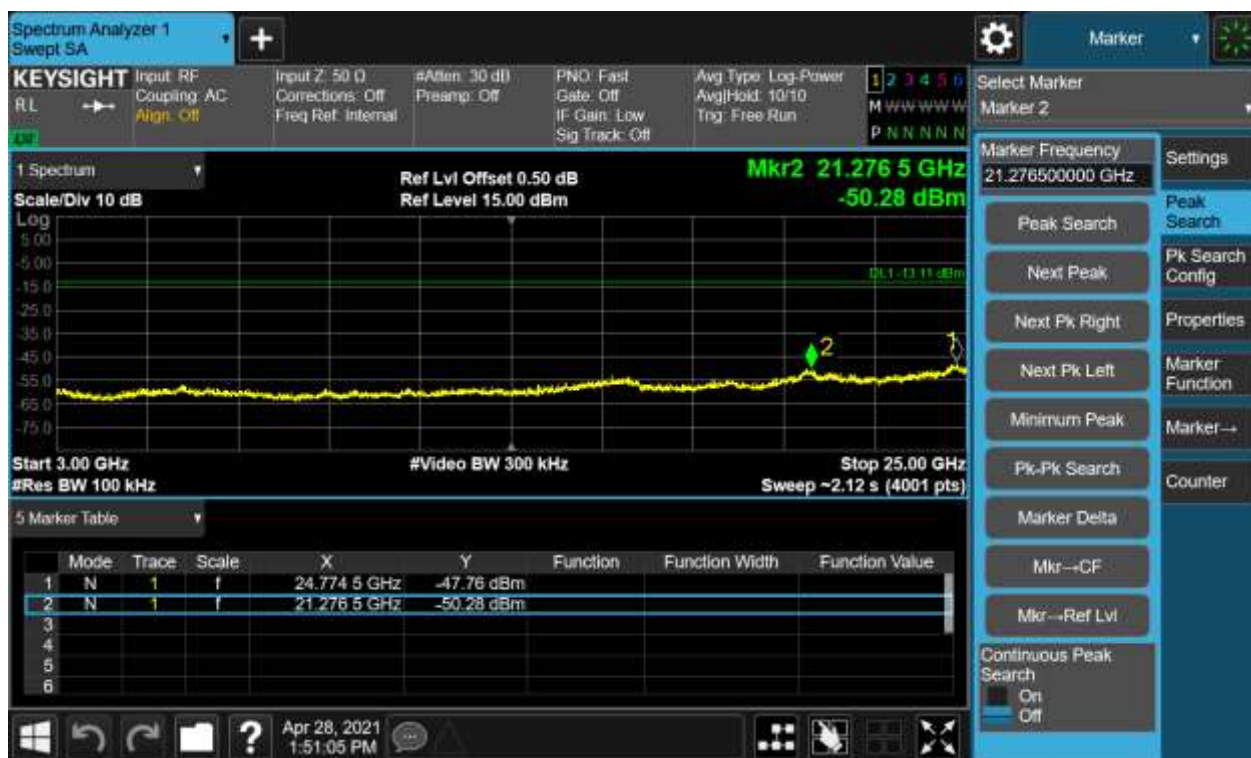 Spectrum Analyzer 1
Swept SA
+
Marker
KEYSIGHT
RL
Input: RF
Coupling: AC
Align: Off
Input Z: 50 Ω
Corrections: Off
Freq Ref: Internal
#Atten: 30 dB
Preamp: Off
PNO: Fast
Gate: Off
IF Gain: Low
Sig Track: Off
Avg Type: Log-Power
Avg|Hold: 10/10
Trig: Free Run
1 2 3 4 5 6
M W W W W W
P N N N N N
Select Marker
Marker 2
1 Spectrum
Scale/Div 10 dB
Ref Lvl Offset 0.50 dB
Ref Level 15.00 dBm
Mkr2 21.276 5 GHz
-50.28 dBm
Log
5.00
-5.00
-15.0
-25.0
-35.0
-45.0
-55.0
-65.0
-75.0
DL1 -13.11 dBm
2
1
Start 3.00 GHz
#Video BW 300 kHz
Stop 25.00 GHz
#Res BW 100 kHz
Sweep ~2.12 s (4001 pts)
5 Marker Table
Mode Trace Scale X Y Function Function Width Function Value
1 N 1 f 24.774 5 GHz -47.76 dBm
2 N 1 f 21.276 5 GHz -50.28 dBm
3
4
5
6
Marker Frequency
21.276500000 GHz
Peak Search
Next Peak
Next Pk Right
Next Pk Left
Minimum Peak
Pk-Pk Search
Marker Delta
Mkr→CF
Mkr→Ref Lvl
Continuous Peak
Search
On
Off
Settings
Peak
Search
Pk Search
Config
Properties
Marker
Function
Marker→
Counter
?
Apr 28, 2021
1:51:05 PM